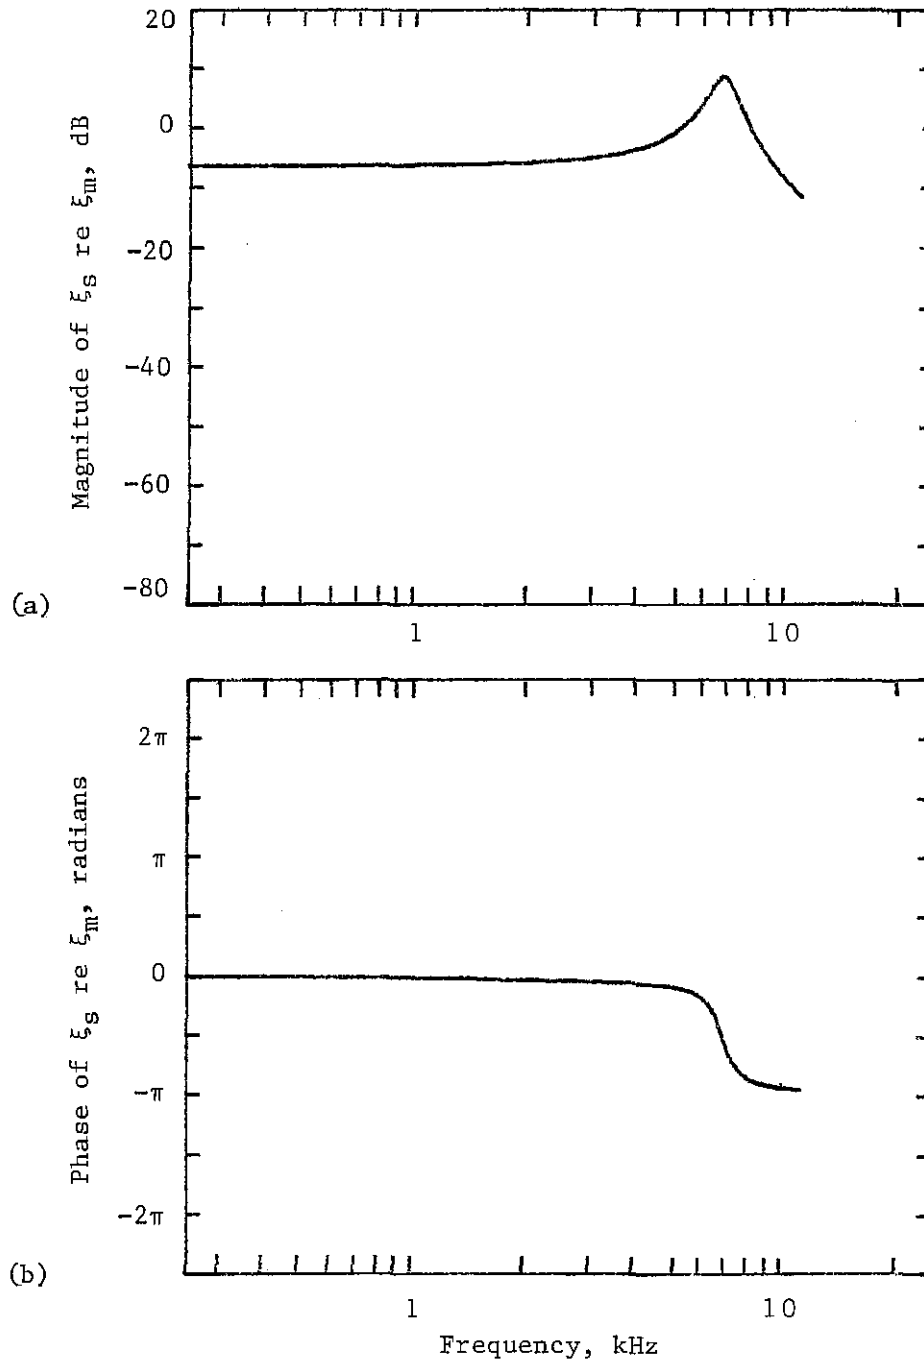 20
0
-20
-40
-60
-80
Magnitude of ξs re ξm, dB
(a)
1 10
2π
π
0
-π
-2π
Phase of ξs re ξm, radians
(b)
1 10
Frequency, kHz